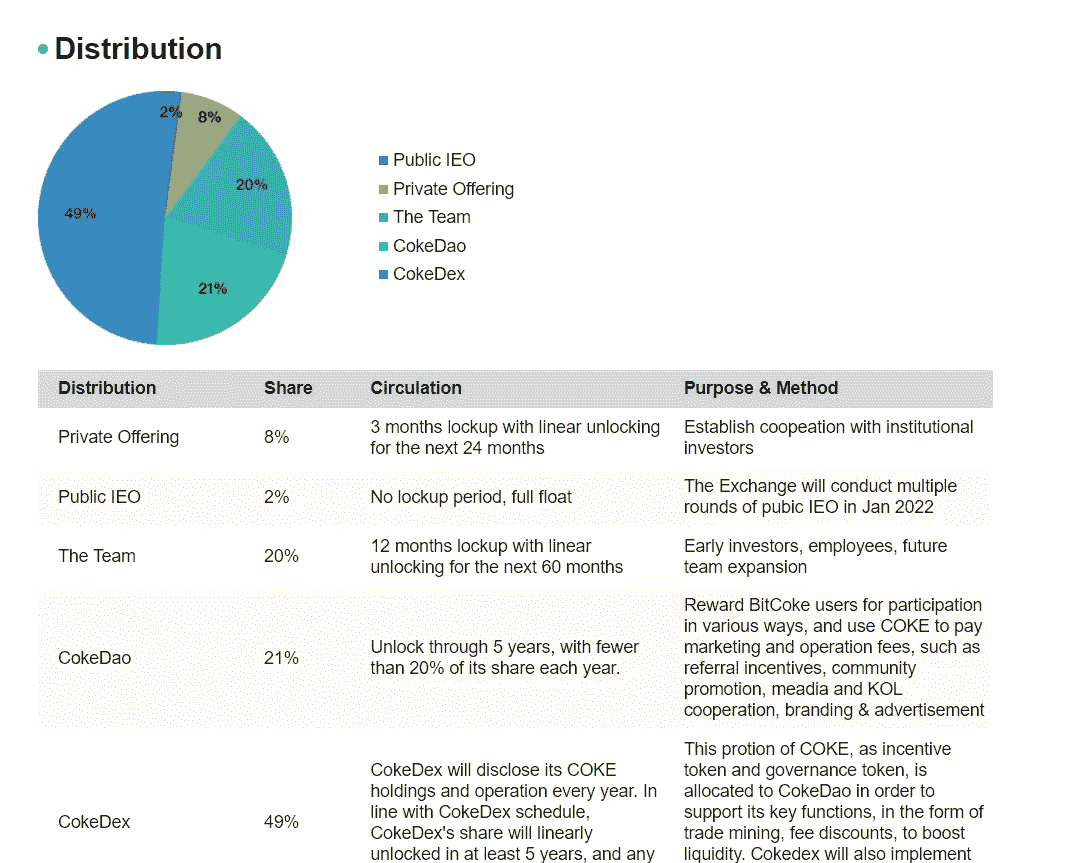 Distribution
2%
8%
20%
49%
21%
Public IEO
Private Offering
The Team
CokeDao
CokeDex
Distribution Share Circulation Purpose & Method
Private Offering 8%
3 months lockup with linear unlocking
for the next 24 months
Establish coopeation with institutional
investors
Public IEO 2% No lockup period, full float
The Exchange will conduct multiple
rounds of pubic IEO in Jan 2022
The Team 20%
12 months lockup with linear
unlocking for the next 60 months
Early investors, employees, future
team expansion
CokeDao 21%
Unlock through 5 years, with fewer
than 20% of its share each year.
Reward BitCoke users for participation
in various ways, and use COKE to pay
marketing and operation fees, such as
referral incentives, community
promotion, meadia and KOL
cooperation, branding & advertisement
CokeDex 49%
CokeDex will disclose its COKE
holdings and operation every year. In
line with CokeDex schedule,
CokeDex's share will linearly
unlocked in at least 5 years, and any
This protion of COKE, as incentive
token and governance token, is
allocated to CokeDao in order to
support its key functions, in the form of
trade mining, fee discounts, to boost
liquidity. Cokedex will also implement